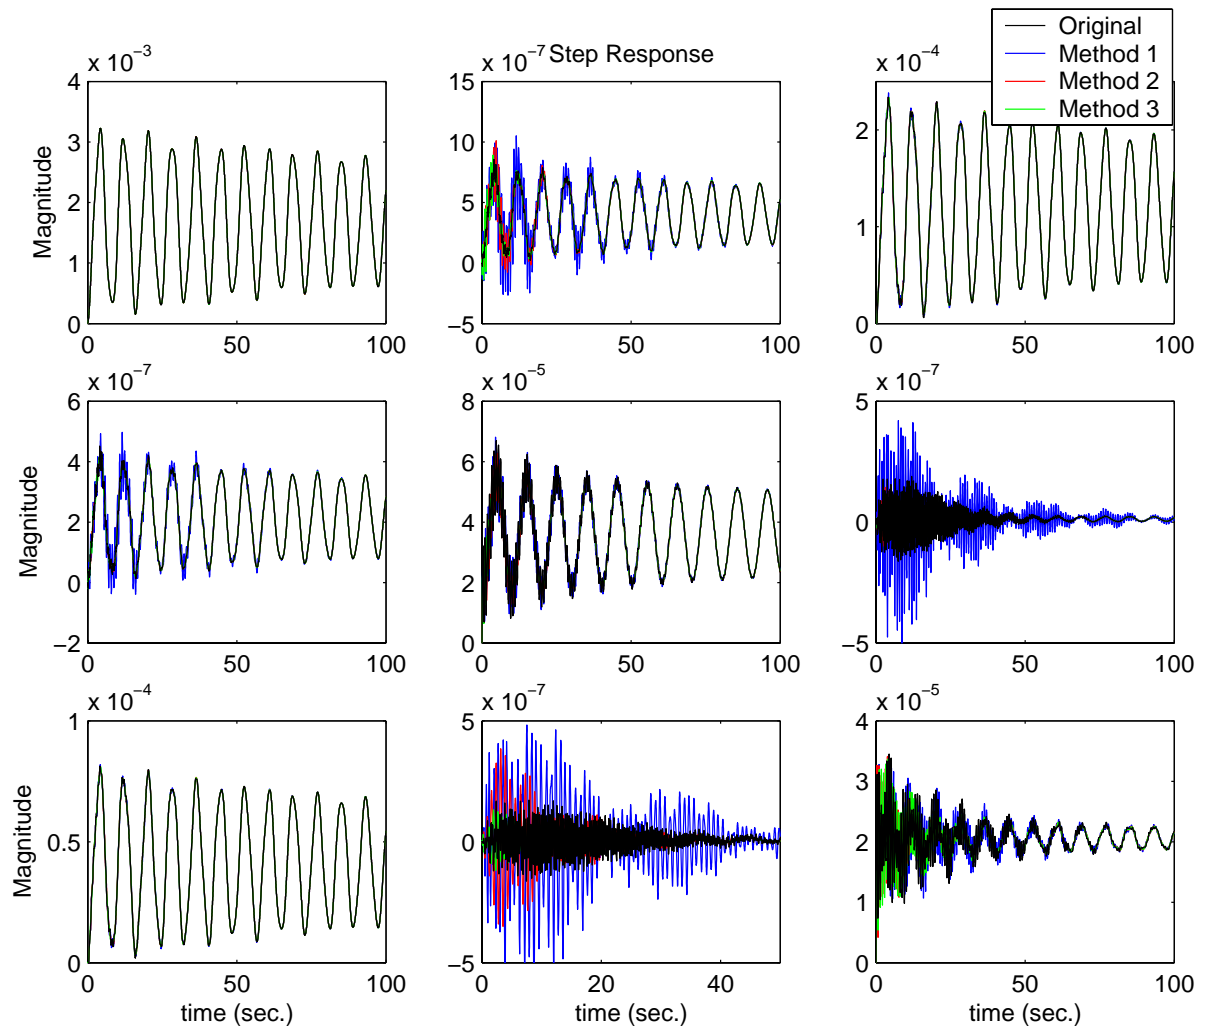 Original
Method 1
Method 2
Method 3
Step Response
x 10⁻³
4
3
2
1
0
Magnitude
0 50 100
x 10⁻⁷
15
10
5
0
−5
0 50 100
x 10⁻⁴
2
1
0
0 50 100
x 10⁻⁷
6
4
2
0
−2
Magnitude
0 50 100
x 10⁻⁵
8
6
4
2
0
0 50 100
x 10⁻⁷
5
0
−5
0 50 100
x 10⁻⁴
1
0.5
0
Magnitude
0 50 100
time (sec.)
x 10⁻⁷
5
0
−5
0 20 40
time (sec.)
x 10⁻⁵
4
3
2
1
0
0 50 100
time (sec.)